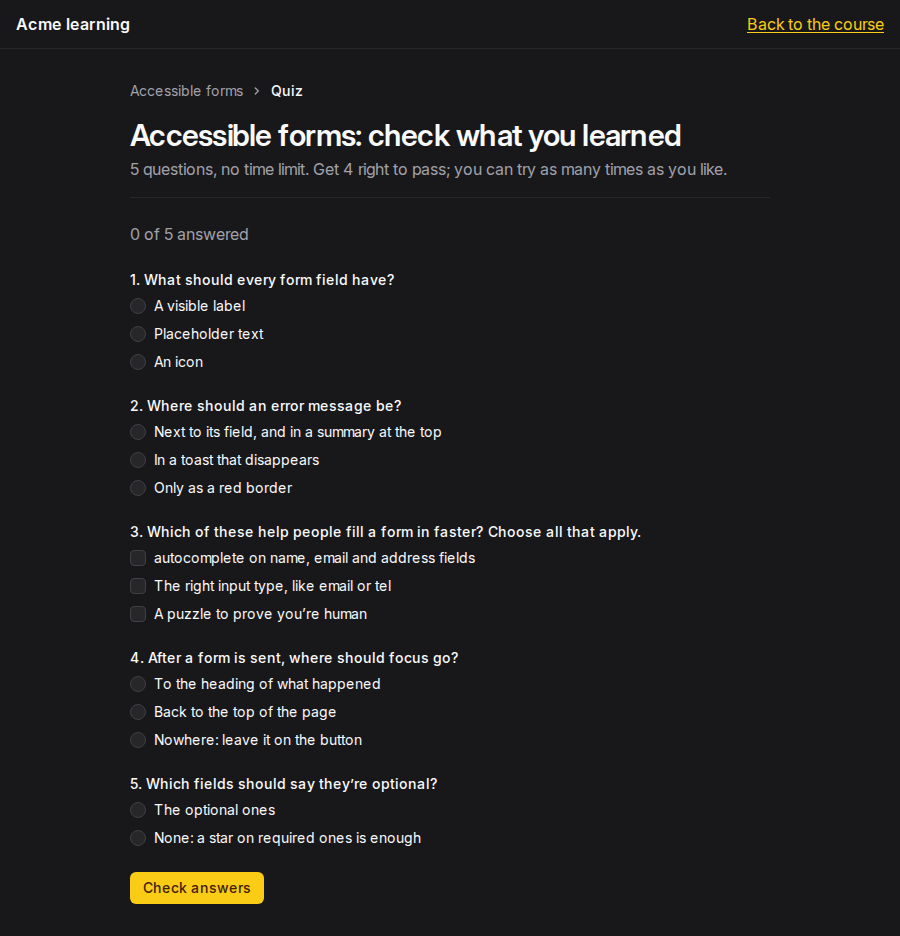 Acme learning
Back to the course
Accessible forms > Quiz
Accessible forms: check what you learned
5 questions, no time limit. Get 4 right to pass; you can try as many times as you like.
0 of 5 answered
1. What should every form field have?
A visible label
Placeholder text
An icon
2. Where should an error message be?
Next to its field, and in a summary at the top
In a toast that disappears
Only as a red border
3. Which of these help people fill a form in faster? Choose all that apply.
autocomplete on name, email and address fields
The right input type, like email or tel
A puzzle to prove you’re human
4. After a form is sent, where should focus go?
To the heading of what happened
Back to the top of the page
Nowhere: leave it on the button
5. Which fields should say they’re optional?
The optional ones
None: a star on required ones is enough
Check answers